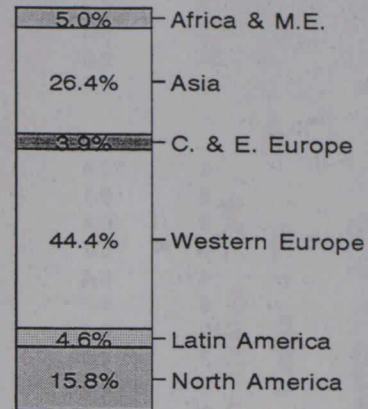 5.0% Africa & M.E.
26.4% Asia
3.9% C. & E. Europe
44.4% Western Europe
4.6% Latin America
15.8% North America